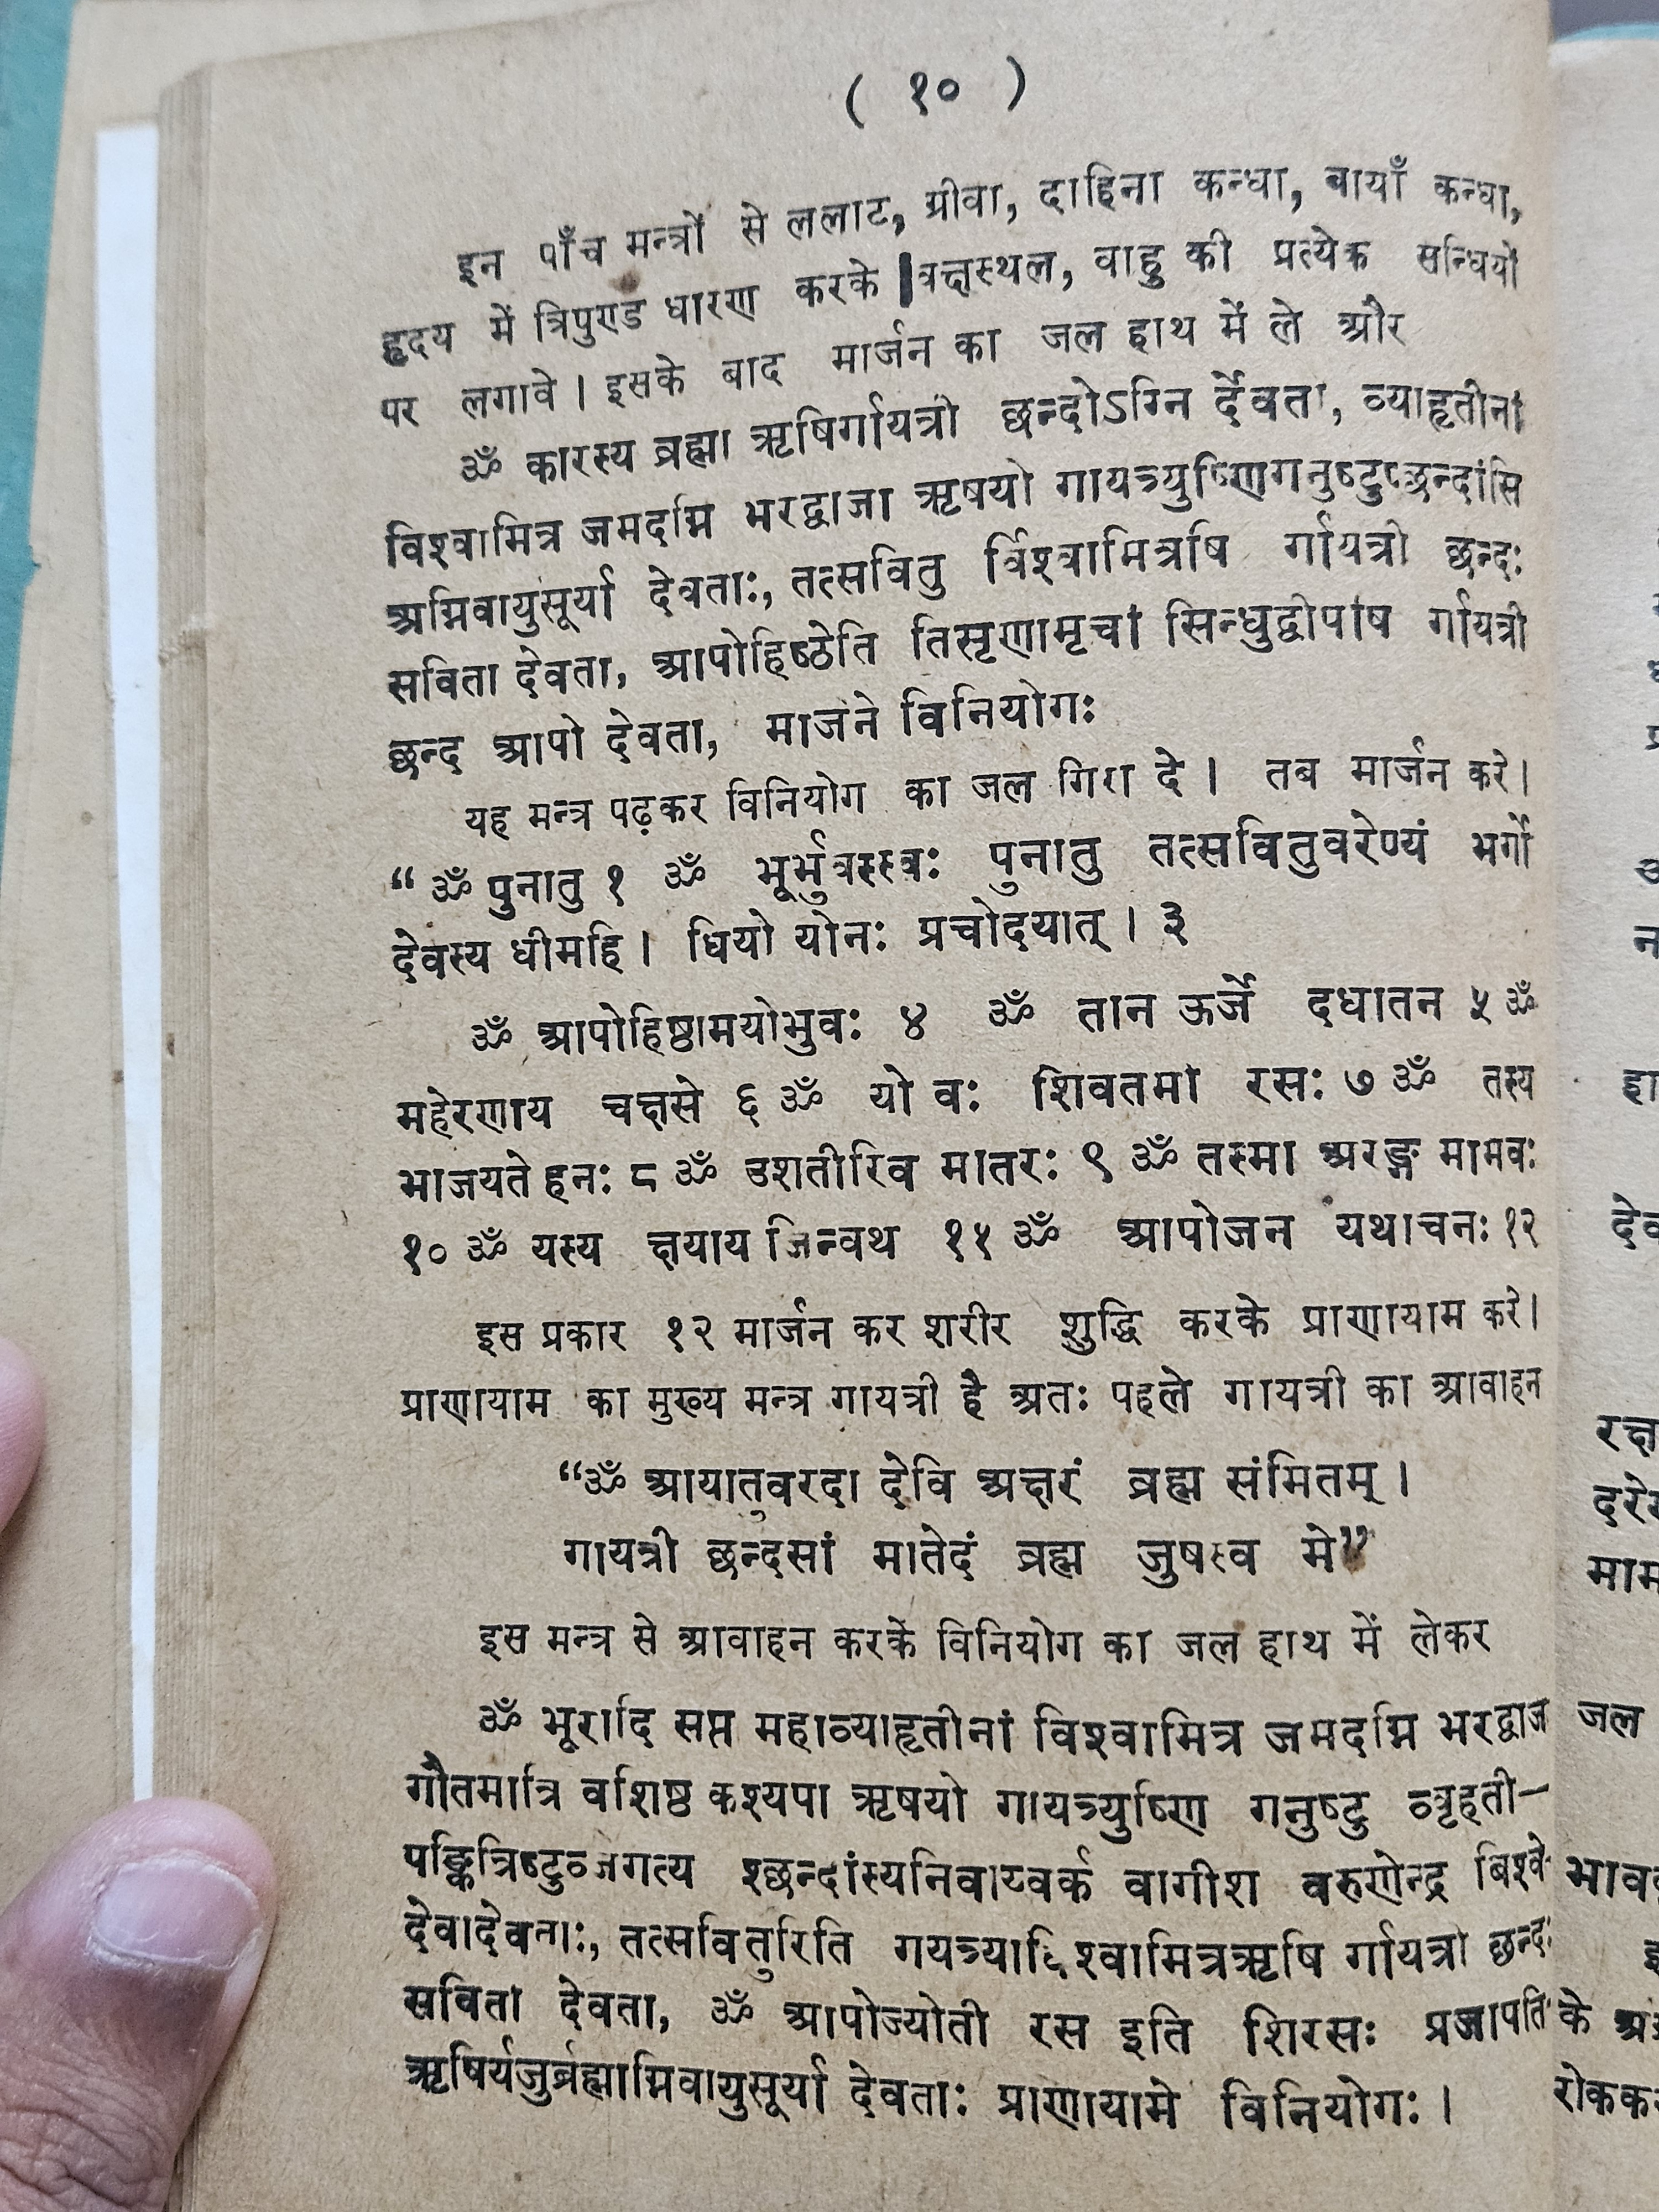 ( १० )
इन पाँच मन्त्रों से ललाट, ग्रीवा, दाहिना कन्धा, बायाँ कन्धा,
हृदय में त्रिपुण्ड धारण करके वक्षस्थल, वाहु की प्रत्येक सन्धियों
पर लगावे । इसके बाद मार्जन का जल हाथ में ले और
ॐ कारस्य ब्रह्मा ऋषिर्गायत्री छन्दोऽग्नि र्देवता, व्याहृतीनां
विश्वामित्र जमदग्नि भरद्वाजा ऋषयो गायत्र्युष्णिगनुष्टुप्छन्दांसि
अग्निवायुसूर्या देवताः, तत्सवितु र्विश्वामित्रषि र्गायत्री छन्दः
सविता देवता, आपोहिष्ठेति तिसृणामृचां सिन्धुद्वीपषि र्गायत्री
छन्द आपो देवता, माजने विनियोगः
यह मन्त्र पढ़कर विनियोग का जल गिरा दे । तब मार्जन करे ।
“ ॐ पुनातु १ ॐ भूर्भुवस्स्वः पुनातु तत्सवितुवरेण्यं भर्गो
देवस्य धीमहि । धियो योनः प्रचोदयात् । ३
ॐ आपोहिष्ठामयोभुवः ४ ॐ तान ऊर्जे दधातन ५ ॐ
महेरणाय चक्षसे ६ ॐ यो वः शिवतमो रसः ७ ॐ तस्य
भाजयते हनः ८ ॐ उशतीरिव मातरः ९ ॐ तस्मा अरङ्ग मामवः
१० ॐ यस्य क्षयाय जिन्वथ ११ ॐ आपोजन यथाचनः १२
इस प्रकार १२ मार्जन कर शरीर शुद्धि करके प्राणायाम करे ।
प्राणायाम का मुख्य मन्त्र गायत्री है अतः पहले गायत्री का आवाहन
“ॐ आयातुवरदा देवि अक्षरं ब्रह्म संमितम् ।
गायत्री छन्दसां मातेदं ब्रह्म जुषस्व मे”
इस मन्त्र से आवाहन करके विनियोग का जल हाथ में लेकर
ॐ भूरादि सप्त महाव्याहृतीनां विश्वामित्र जमदग्नि भरद्वाज
गौतमात्रि वशिष्ठ कश्यपा ऋषयो गायत्र्युष्णि गनुष्टु व्बृहती—
पङ्क्तित्रिष्टुब्जगत्य श्छन्दांस्यनिवाय्वर्क वागीश वरुणेन्द्र बिश्वे-
देवादेवताः, तत्सवितुरिति गयत्र्याविश्वामित्रऋषि र्गायत्री छन्दः
सविता देवता, ॐ आपोज्योती रस इति शिरसः प्रजापति
ऋषिर्यजुर्ब्रह्माग्निवायुसूर्या देवताः प्राणायामे विनियोगः ।
जल
के